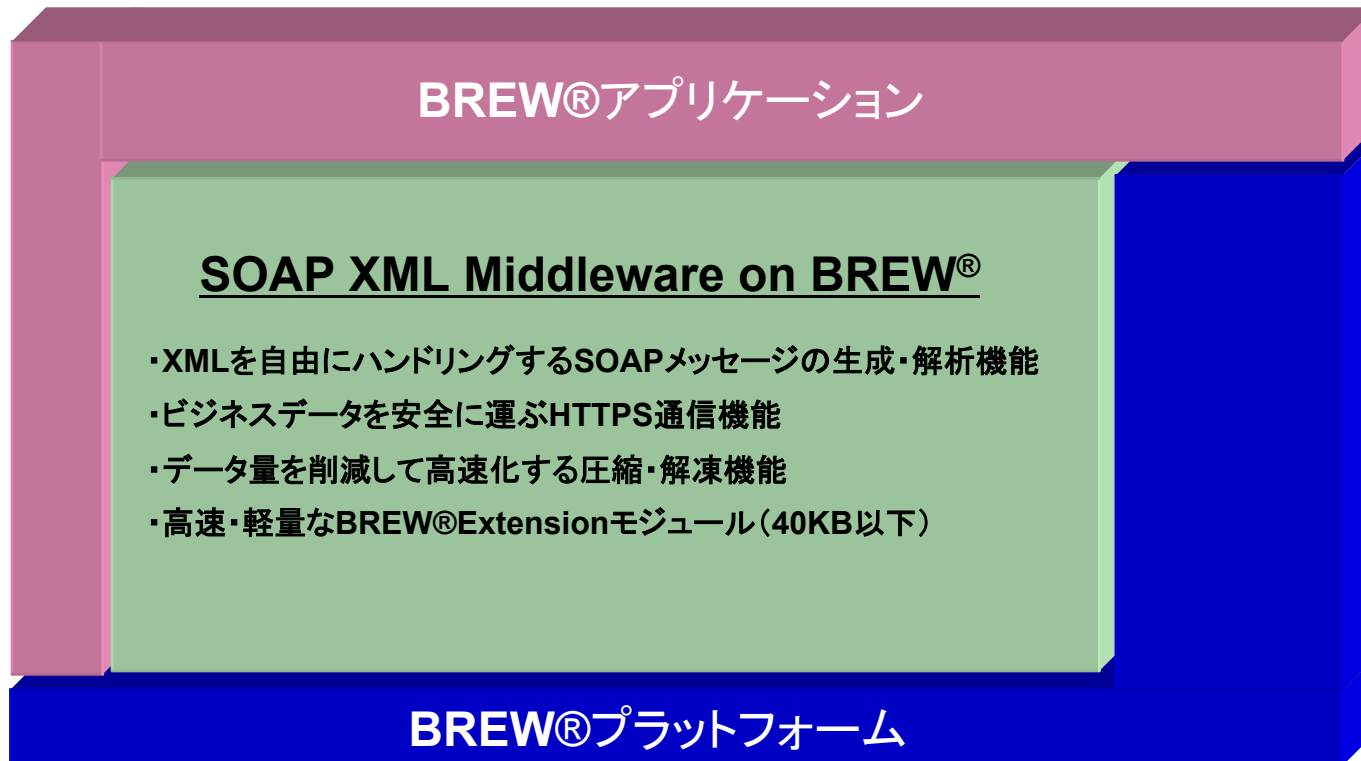 BREW®アプリケーション
SOAP XML Middleware on BREW®
・XMLを自由にハンドリングするSOAPメッセージの生成・解析機能
・ビジネスデータを安全に運ぶHTTPS通信機能
・データ量を削減して高速化する圧縮・解凍機能
・高速・軽量なBREW®Extensionモジュール（40KB以下）
BREW®プラットフォーム